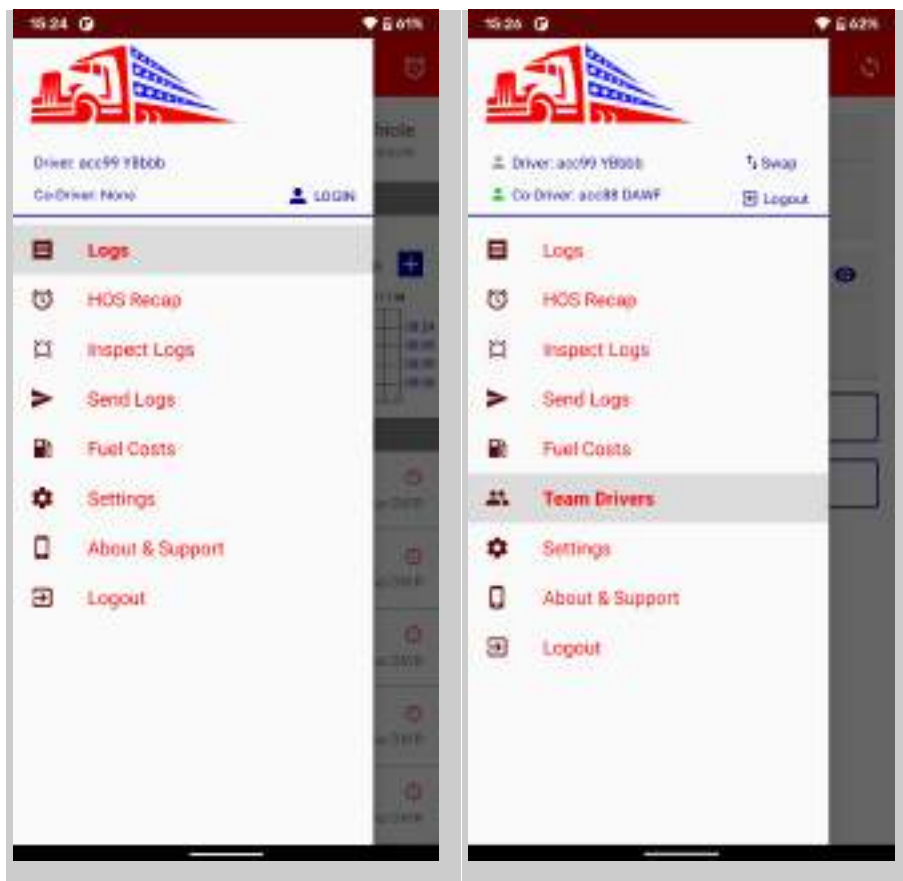 15:24
61%
Driver: acc99 YBbbb
Co-Driver: None
LOGIN
Logs
HOS Recap
Inspect Logs
Send Logs
Fuel Costs
Settings
About & Support
Logout
15:26
62%
Driver: acc99 YBbbb
Swap
Co-Driver: acc88 DAWF
Logout
Logs
HOS Recap
Inspect Logs
Send Logs
Fuel Costs
Team Drivers
Settings
About & Support
Logout